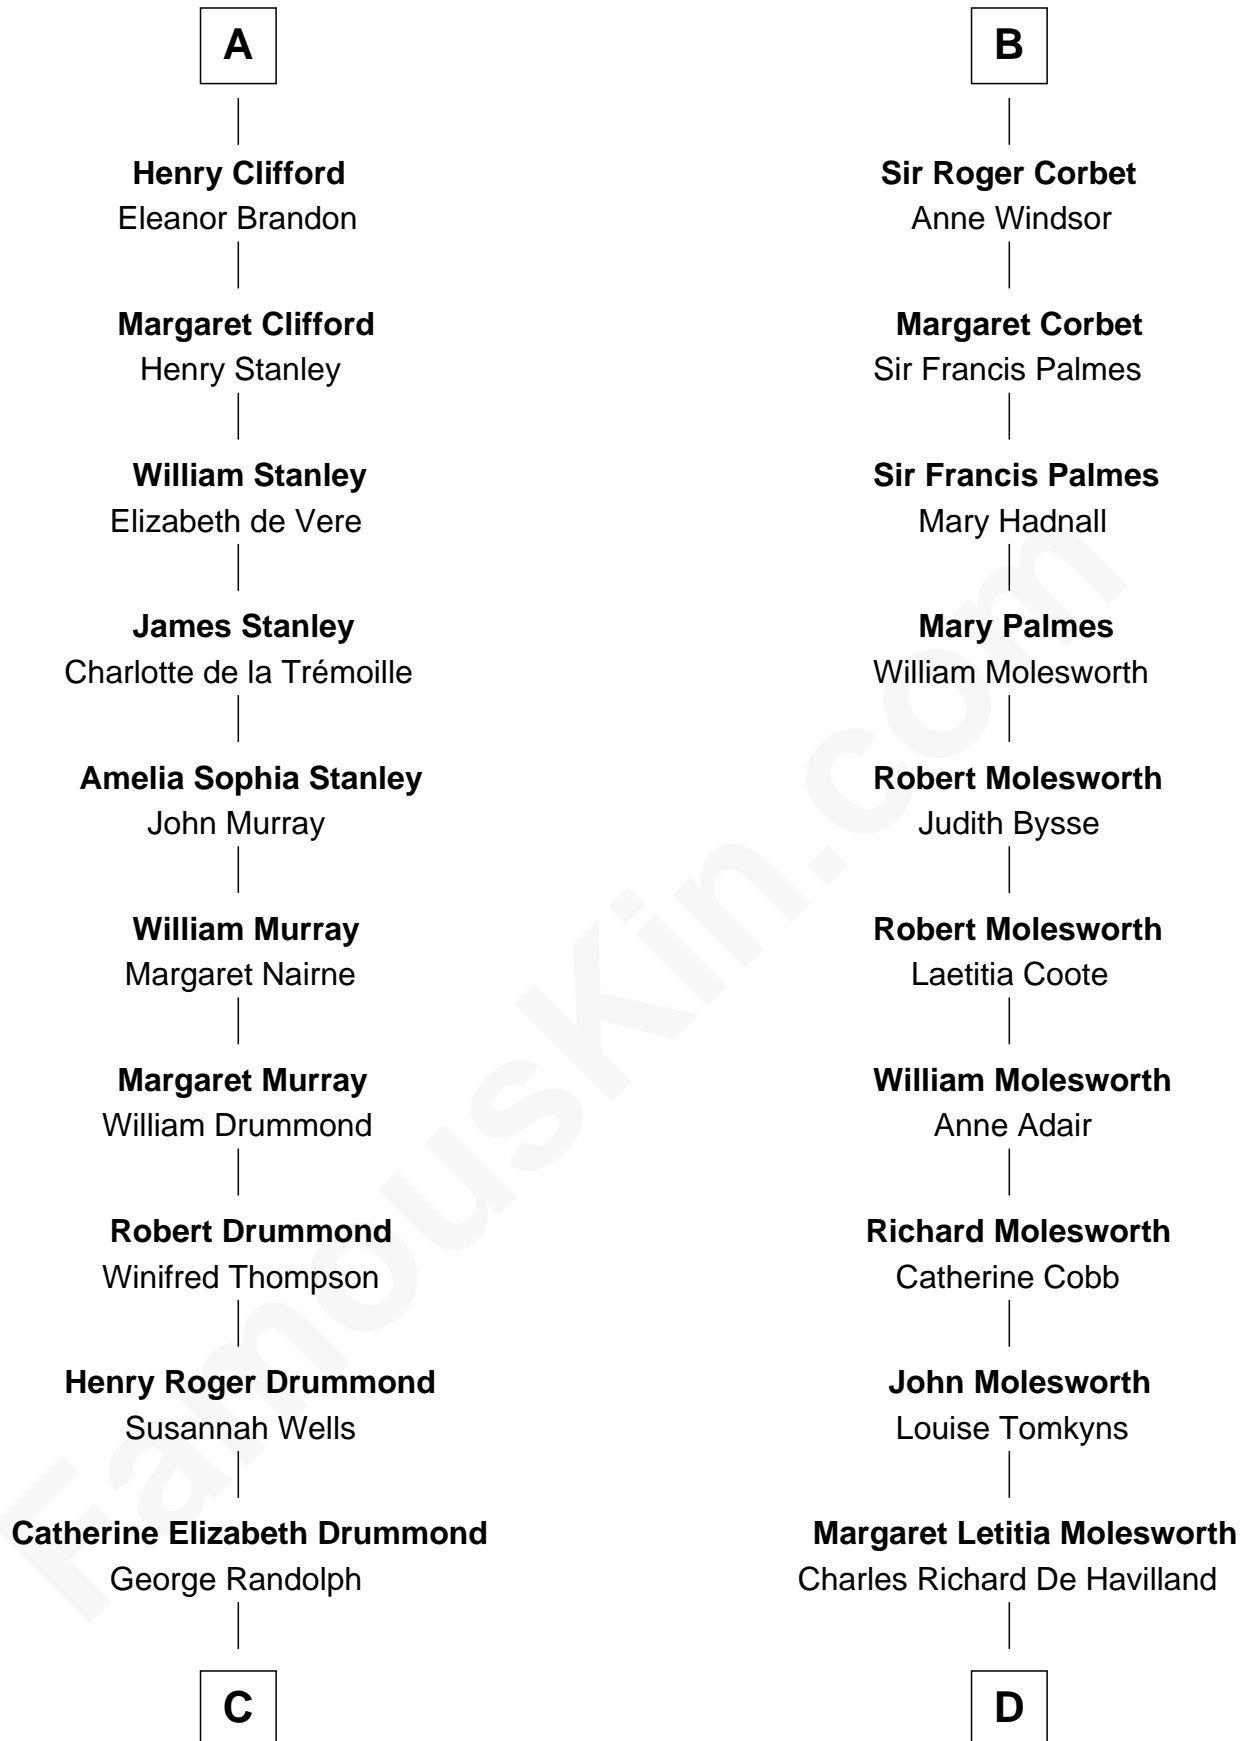 A
Henry Clifford
Eleanor Brandon
Margaret Clifford
Henry Stanley
William Stanley
Elizabeth de Vere
James Stanley
Charlotte de la Trémoille
Amelia Sophia Stanley
John Murray
William Murray
Margaret Nairne
Margaret Murray
William Drummond
Robert Drummond
Winifred Thompson
Henry Roger Drummond
Susannah Wells
Catherine Elizabeth Drummond
George Randolph
C
B
Sir Roger Corbet
Anne Windsor
Margaret Corbet
Sir Francis Palmes
Sir Francis Palmes
Mary Hadnall
Mary Palmes
William Molesworth
Robert Molesworth
Judith Bysse
Robert Molesworth
Laetitia Coote
William Molesworth
Anne Adair
Richard Molesworth
Catherine Cobb
John Molesworth
Louise Tomkyns
Margaret Letitia Molesworth
Charles Richard De Havilland
D
FamousKin.com